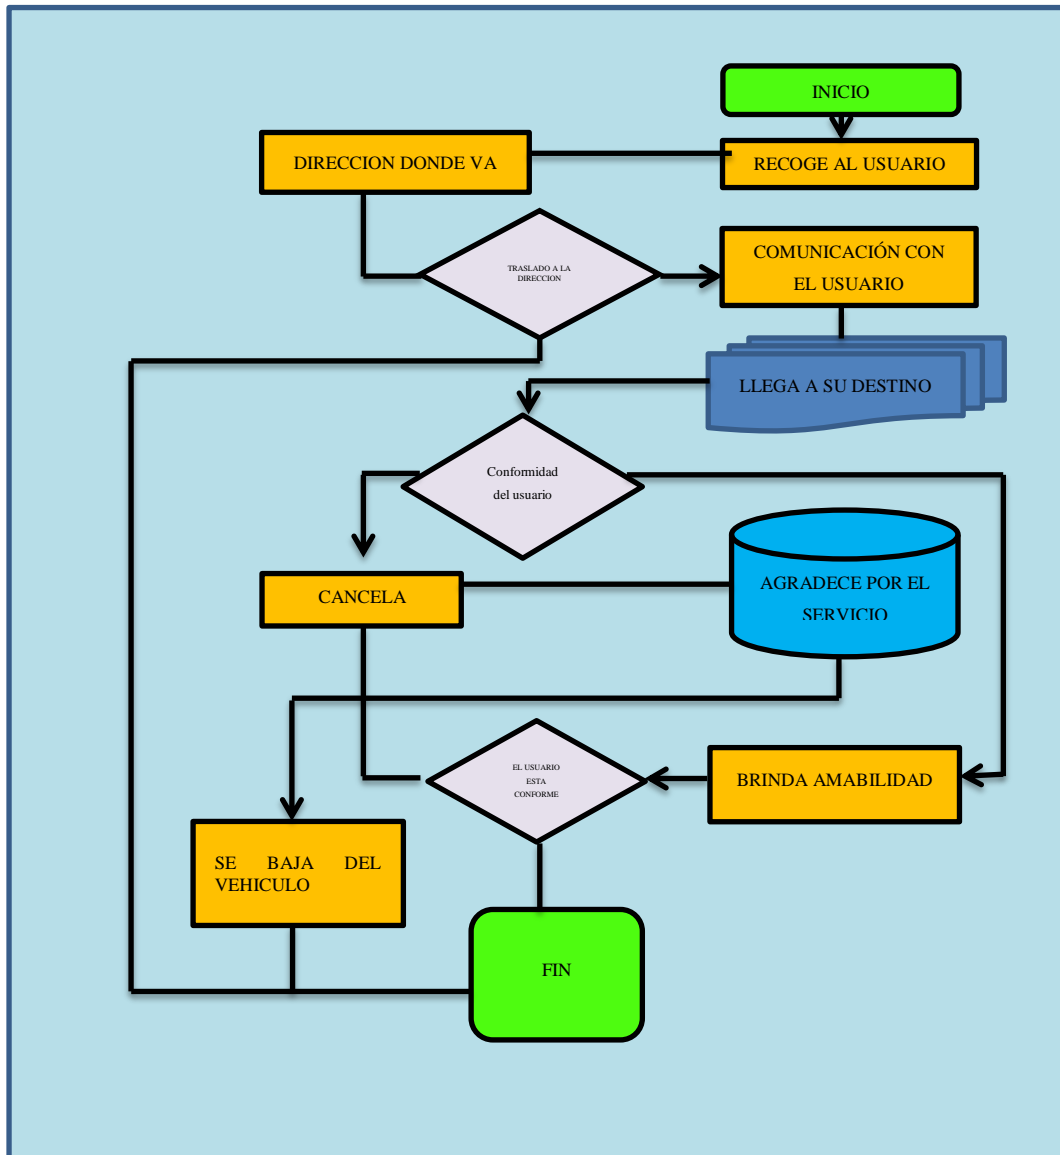 INICIO
DIRECCION DONDE VA
RECOGE AL USUARIO
TRASLADO A LA
DIRECCION
COMUNICACIÓN CON
EL USUARIO
LLEGA A SU DESTINO
Conformidad
del usuario
CANCELA
AGRADECE POR EL
SERVICIO
EL USUARIO
ESTA
CONFORME
BRINDA AMABILIDAD
SE BAJA DEL
VEHICULO
FIN